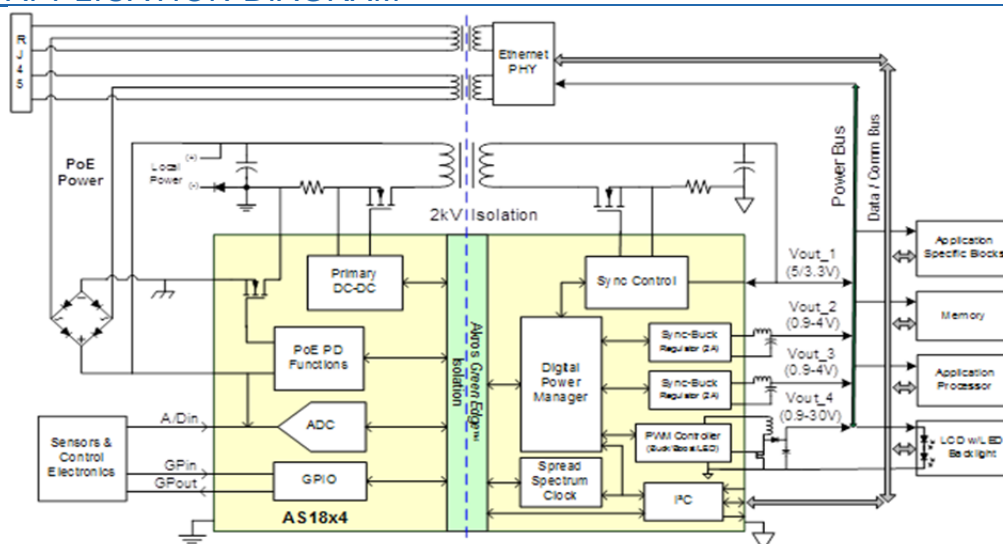 APPLICATION DIAGRAM
RJ45
Ethernet
PHY
PoE
Power
Local
Power
(+)
(-)
2kV Isolation
Power Bus
Data / Comm Bus
Primary
DC-DC
Sync Control
Vout_1
(5/3.3V)
Application
Specific Blocks
PoE PD
Functions
Akros GreenEdge™
Isolation
Digital
Power
Manager
Sync-Buck
Regulator (2A)
Vout_2
(0.9-4V)
Memory
Sync-Buck
Regulator (2A)
Vout_3
(0.9-4V)
Application
Processor
Sensors &
Control
Electronics
A/Din
ADC
PWM Controller
(Buck/Boost/LED)
Vout_4
(0.9-30V)
LCD w/LED
Backlight
GPin
GPout
GPIO
Spread
Spectrum
Clock
I²C
AS18x4